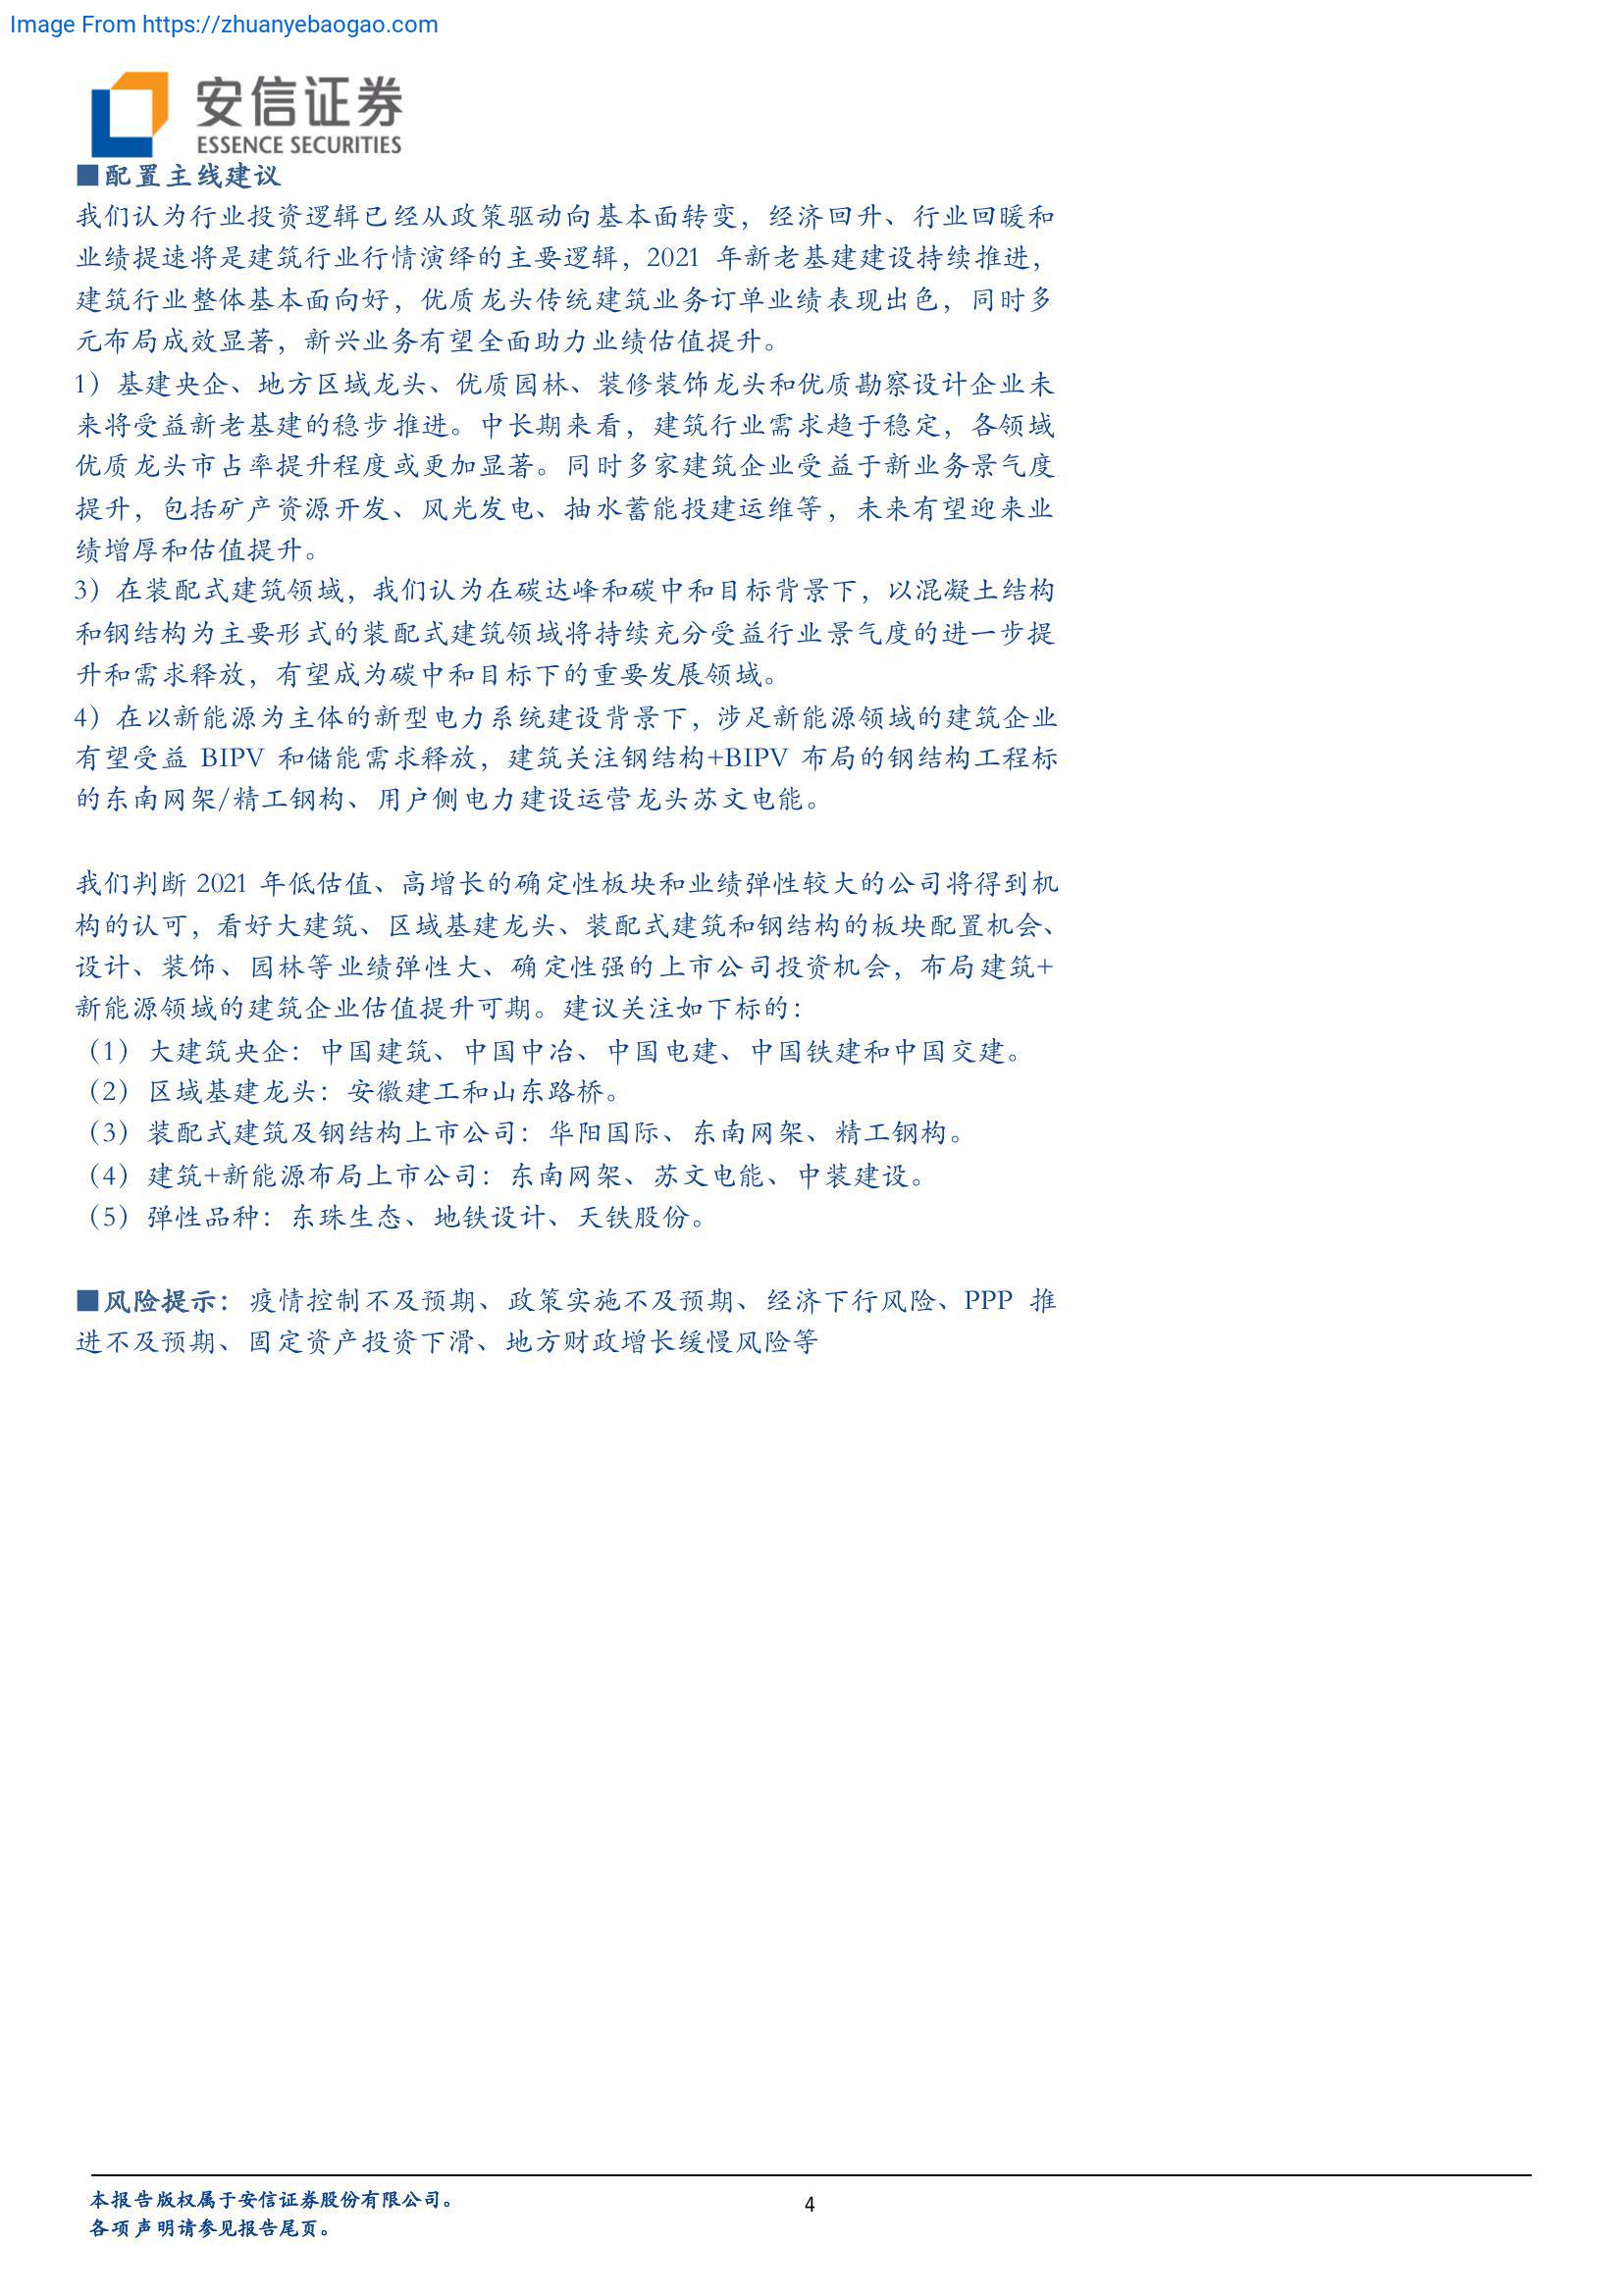 Image From https://zhuanyebaogao.com
安信证券
ESSENCE SECURITIES
■配置主线建议
我们认为行业投资逻辑已经从政策驱动向基本面转变，经济回升、行业回暖和
业绩提速将是建筑行业行情演绎的主要逻辑，2021 年新老基建建设持续推进，
建筑行业整体基本面向好，优质龙头传统建筑业务订单业绩表现出色，同时多
元布局成效显著，新兴业务有望全面助力业绩估值提升。
1）基建央企、地方区域龙头、优质园林、装修装饰龙头和优质勘察设计企业未
来将受益新老基建的稳步推进。中长期来看，建筑行业需求趋于稳定，各领域
优质龙头市占率提升程度或更加显著。同时多家建筑企业受益于新业务景气度
提升，包括矿产资源开发、风光发电、抽水蓄能投建运维等，未来有望迎来业
绩增厚和估值提升。
3）在装配式建筑领域，我们认为在碳达峰和碳中和目标背景下，以混凝土结构
和钢结构为主要形式的装配式建筑领域将持续充分受益行业景气度的进一步提
升和需求释放，有望成为碳中和目标下的重要发展领域。
4）在以新能源为主体的新型电力系统建设背景下，涉足新能源领域的建筑企业
有望受益 BIPV 和储能需求释放，建筑关注钢结构+BIPV 布局的钢结构工程标
的东南网架/精工钢构、用户侧电力建设运营龙头苏文电能。
我们判断 2021 年低估值、高增长的确定性板块和业绩弹性较大的公司将得到机
构的认可，看好大建筑、区域基建龙头、装配式建筑和钢结构的板块配置机会、
设计、装饰、园林等业绩弹性大、确定性强的上市公司投资机会，布局建筑+
新能源领域的建筑企业估值提升可期。建议关注如下标的：
（1）大建筑央企：中国建筑、中国中冶、中国电建、中国铁建和中国交建。
（2）区域基建龙头：安徽建工和山东路桥。
（3）装配式建筑及钢结构上市公司：华阳国际、东南网架、精工钢构。
（4）建筑+新能源布局上市公司：东南网架、苏文电能、中装建设。
（5）弹性品种：东珠生态、地铁设计、天铁股份。
■风险提示：疫情控制不及预期、政策实施不及预期、经济下行风险、PPP 推
进不及预期、固定资产投资下滑、地方财政增长缓慢风险等
本报告版权属于安信证券股份有限公司。
4
各项声明请参见报告尾页。